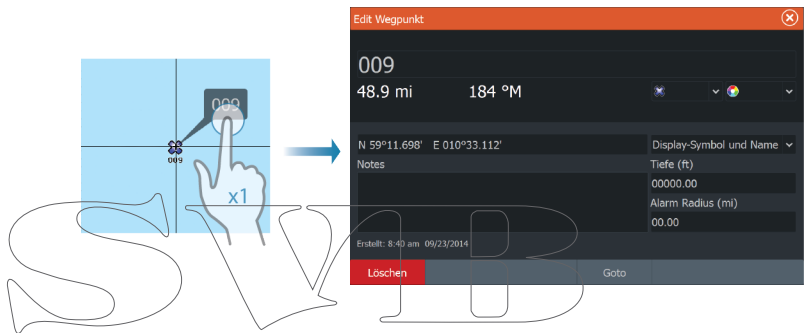 Edit Wegpunkt
009
009
009
x1
48.9 mi 184 °M
N 59°11.698' E 010°33.112' Display-Symbol und Name
Notes Tiefe (ft)
00000.00
Alarm Radius (mi)
00.00
Erstellt: 8:40 am 09/23/2014
Löschen Goto
SVB